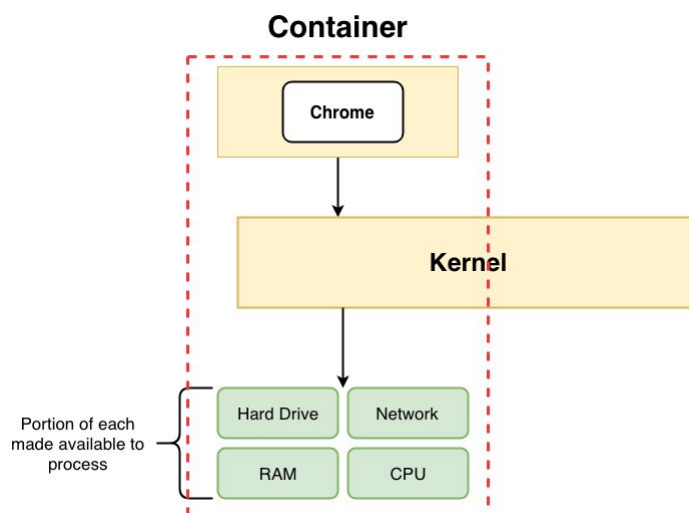 Container
Chrome
Kernel
Hard Drive
Network
Portion of each
made available to
process
RAM
CPU